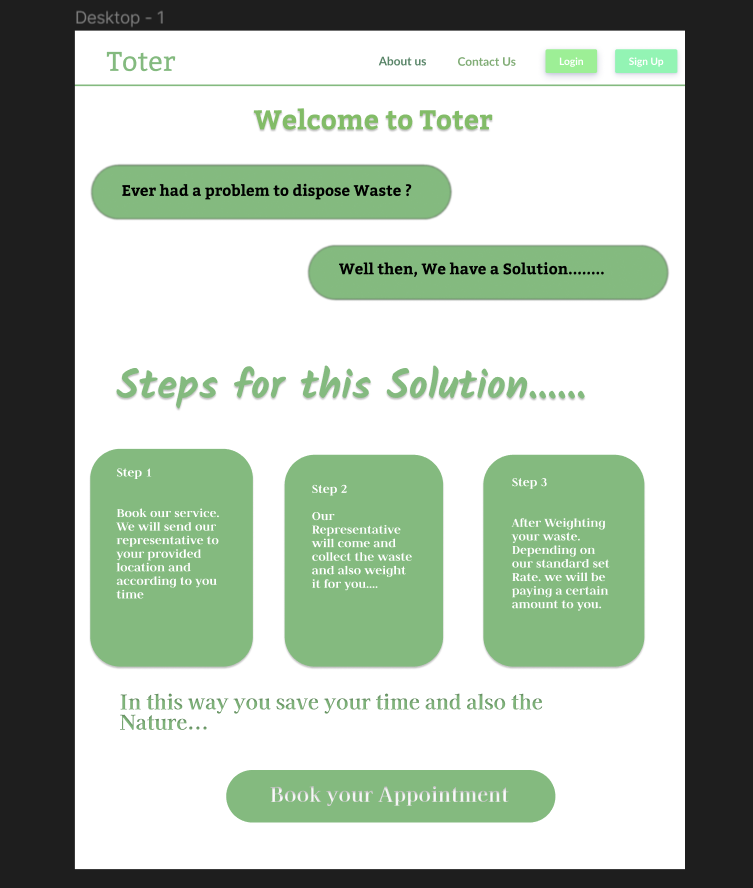 Desktop - 1
Toter
About us
Contact Us
Login
Sign Up
Welcome to Toter
Ever had a problem to dispose Waste ?
Well then, We have a Solution........
Steps for this Solution......
Step 1
Book our service.
We will send our
representative to
your provided
location and
according to you
time
Step 2
Our
Representative
will come and
collect the waste
and also weight
it for you....
Step 3
After Weighting
your waste.
Depending on
our standard set
Rate. we will be
paying a certain
amount to you.
In this way you save your time and also the
Nature...
Book your Appointment